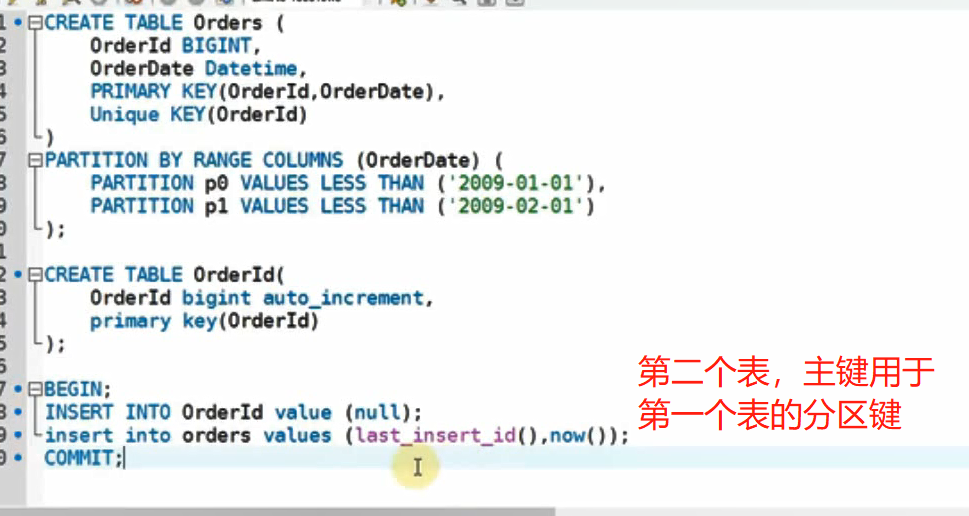 1 CREATE TABLE Orders (
2 OrderId BIGINT,
3 OrderDate Datetime,
4 PRIMARY KEY(OrderId,OrderDate),
5 Unique KEY(OrderId)
6 )
7 PARTITION BY RANGE COLUMNS (OrderDate) (
8 PARTITION p0 VALUES LESS THAN ('2009-01-01'),
9 PARTITION p1 VALUES LESS THAN ('2009-02-01')
0 );
1
2 CREATE TABLE OrderId(
3 OrderId bigint auto_increment,
4 primary key(OrderId)
5 );
6
7 BEGIN;
8 INSERT INTO OrderId value (null);
9 insert into orders values (last_insert_id(),now());
0 COMMIT;
第二个表，主键用于
第一个表的分区键